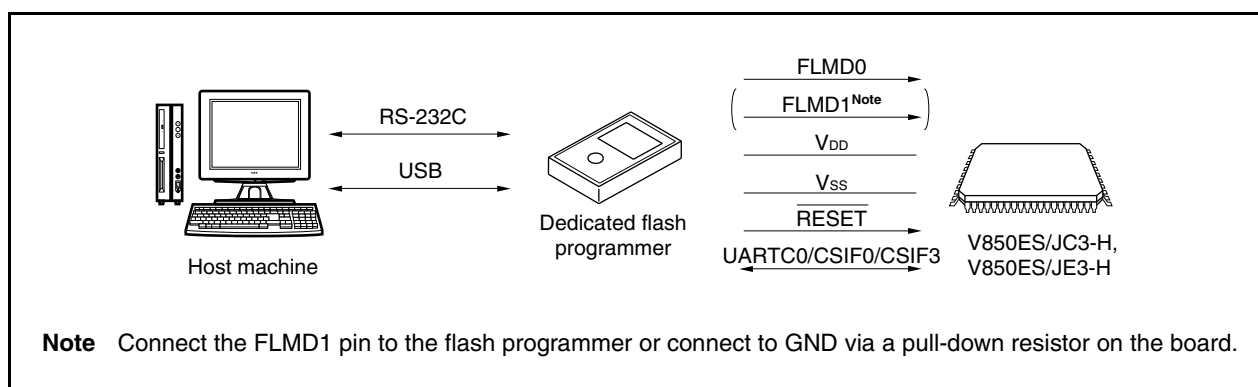 FLMD0
RS-232C
FLMD1Note
USB
VDD
VSS
RESET
Dedicated flash
programmer
UARTC0/CSIF0/CSIF3
V850ES/JC3-H,
V850ES/JE3-H
Host machine
Note Connect the FLMD1 pin to the flash programmer or connect to GND via a pull-down resistor on the board.